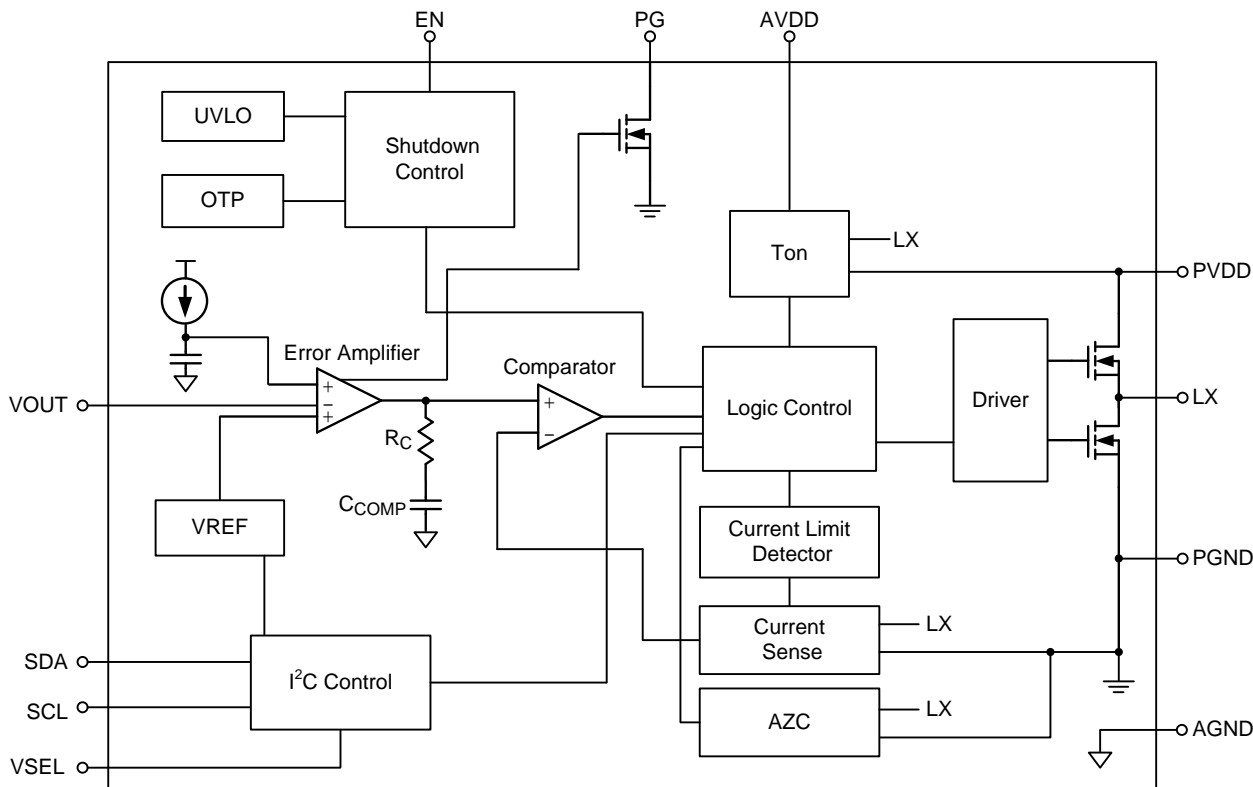 EN
PG
AVDD
UVLO
Shutdown
Control
OTP
Ton
LX
PVDD
Error Amplifier
+
−
+
Comparator
+
−
Logic Control
Driver
LX
VOUT
RC
CCOMP
VREF
Current Limit
Detector
PGND
Current
Sense
LX
SDA
I²C Control
SCL
AZC
LX
AGND
VSEL